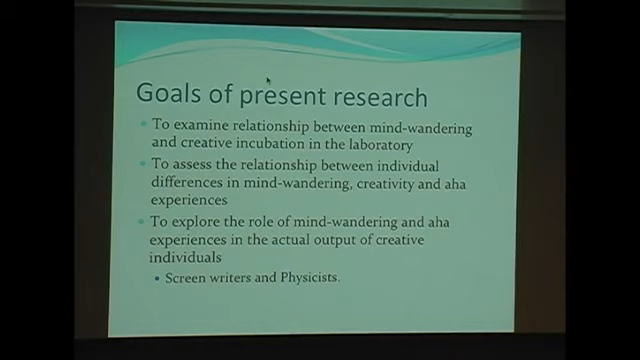 Goals of present research
To examine relationship between mind-wandering
and creative incubation in the laboratory
To assess the relationship between individual
differences in mind-wandering, creativity and aha
experiences
To explore the role of mind-wandering and aha
experiences in the actual output of creative
individuals
Screen writers and Physicists.